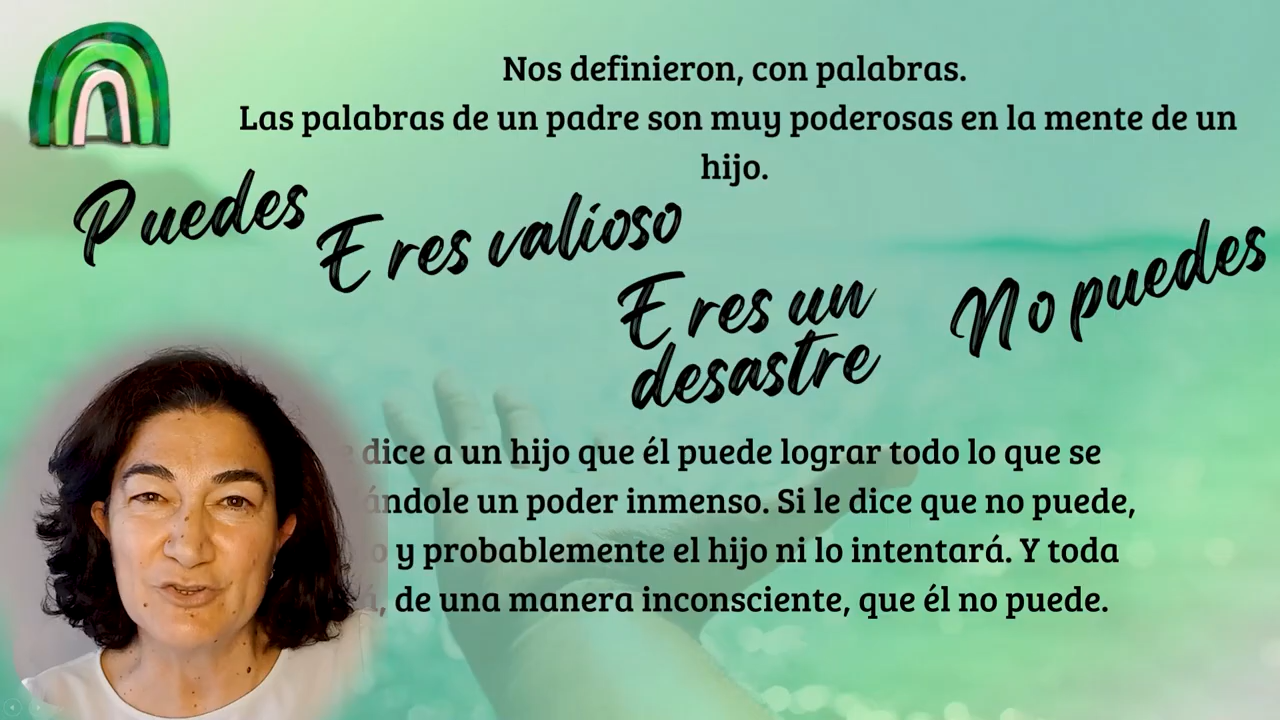 Nos definieron, con palabras.
Las palabras de un padre son muy poderosas en la mente de un
hijo.
Puedes
Eres valioso
Eres un
desastre
No puedes
dice a un hijo que él puede lograr todo lo que se
ándole un poder inmenso. Si le dice que no puede,
y probablemente el hijo ni lo intentará. Y toda
de una manera inconsciente, que él no puede.